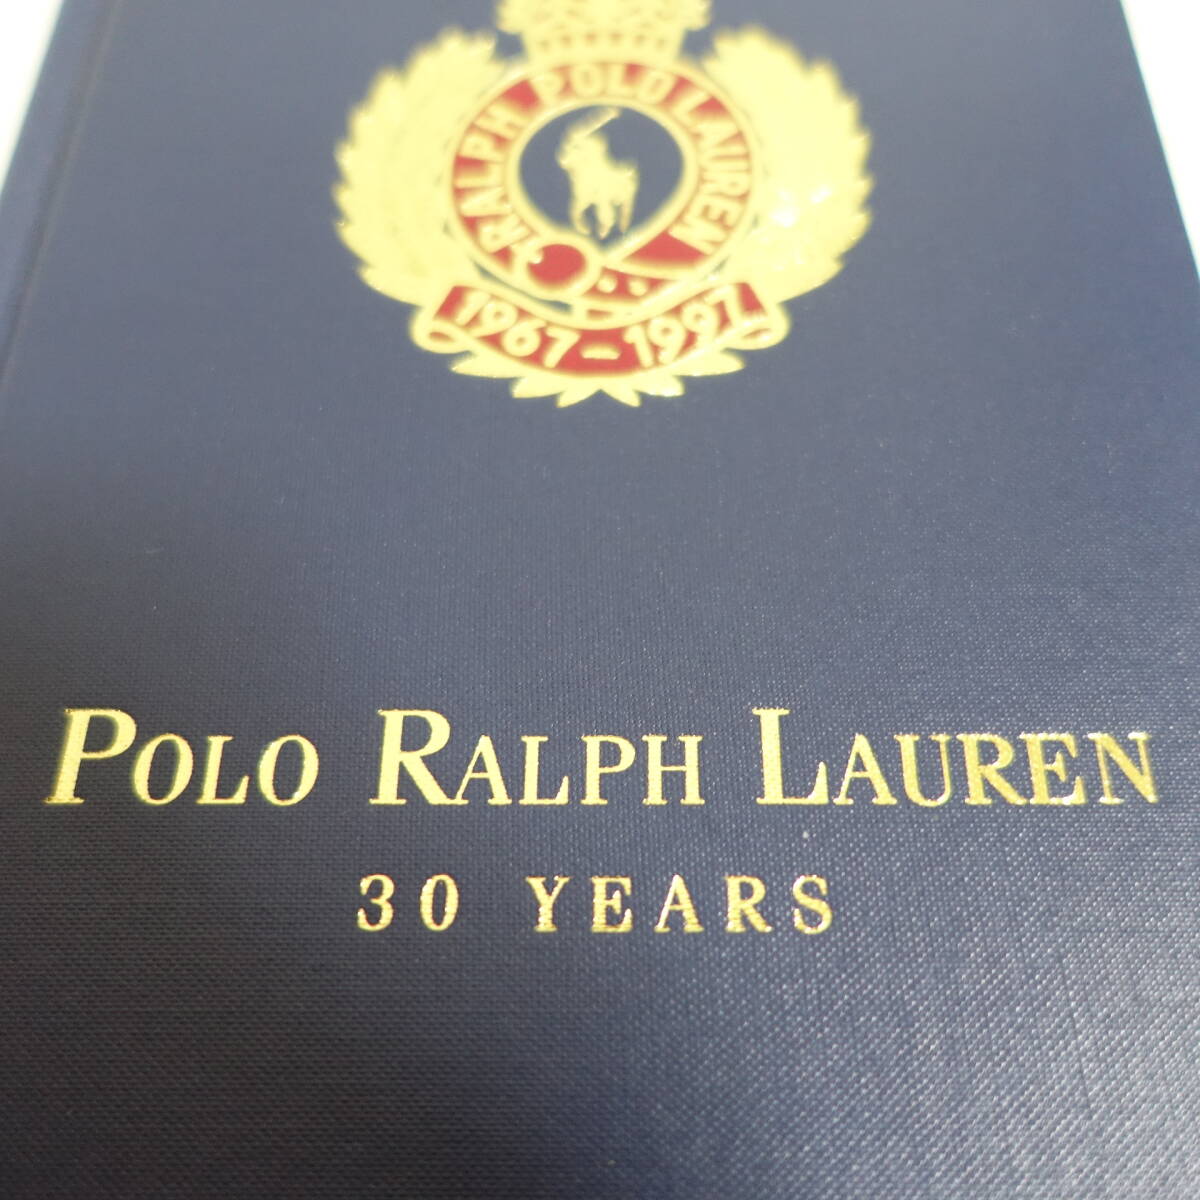 RALPH POLO LAUREN
1967-1997
POLO RALPH LAUREN
30 YEARS